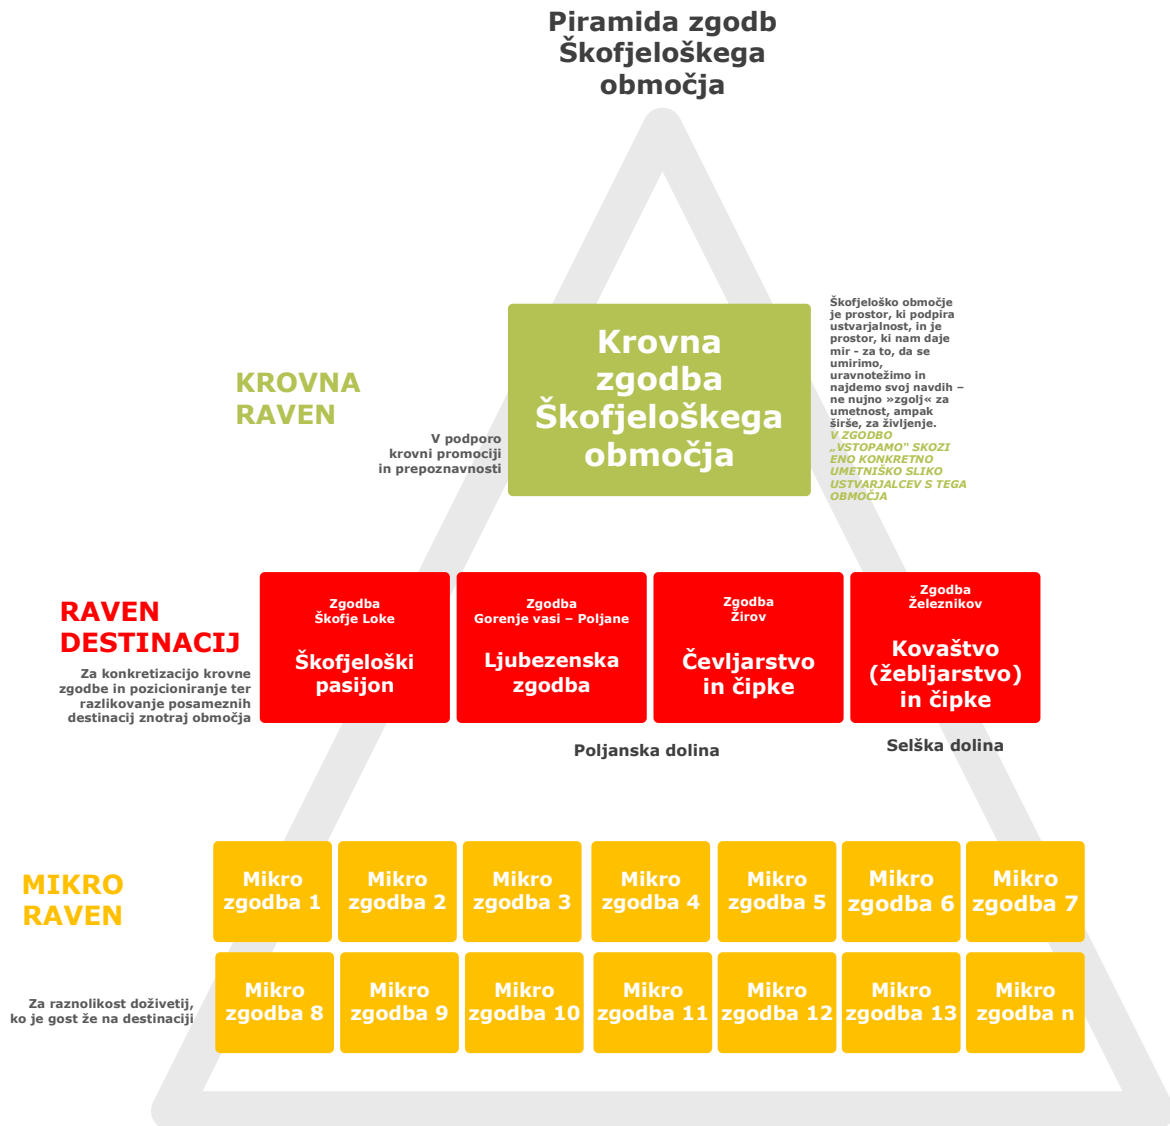 Piramida zgodb
Škofjeloškega
območja
KROVNA
RAVEN
V podporo
krovni promociji
in prepoznavnosti
Krovna
zgodba
Škofjeloškega
območja
Škofjeloško območje
je prostor, ki podpira
ustvarjalnost, in je
prostor, ki nam daje
mir - za to, da se
umirimo,
uravnotežimo in
najdemo svoj navdih –
ne nujno »zgolj« za
umetnost, ampak
širše, za življenje.
V ZGODBO
„VSTOPAMO" SKOZI
ENO KONKRETNO
UMETNIŠKO SLIKO
USTVARJALCEV S TEGA
OBMOČJA
RAVEN
DESTINACIJ
Za konkretizacijo krovne
zgodbe in pozicioniranje ter
razlikovanje posameznih
destinacij znotraj območja
Zgodba
Škofje Loke
Škofjeloški
pasijon
Zgodba
Gorenje vasi – Poljane
Ljubezenska
zgodba
Zgodba
Žirov
Čevljarstvo
in čipke
Zgodba
Železnikov
Kovaštvo
(žebljarstvo)
in čipke
Poljanska dolina
Selška dolina
MIKRO
RAVEN
Za raznolikost doživetij,
ko je gost že na destinaciji
Mikro
zgodba 1
Mikro
zgodba 2
Mikro
zgodba 3
Mikro
zgodba 4
Mikro
zgodba 5
Mikro
zgodba 6
Mikro
zgodba 7
Mikro
zgodba 8
Mikro
zgodba 9
Mikro
zgodba 10
Mikro
zgodba 11
Mikro
zgodba 12
Mikro
zgodba 13
Mikro
zgodba n